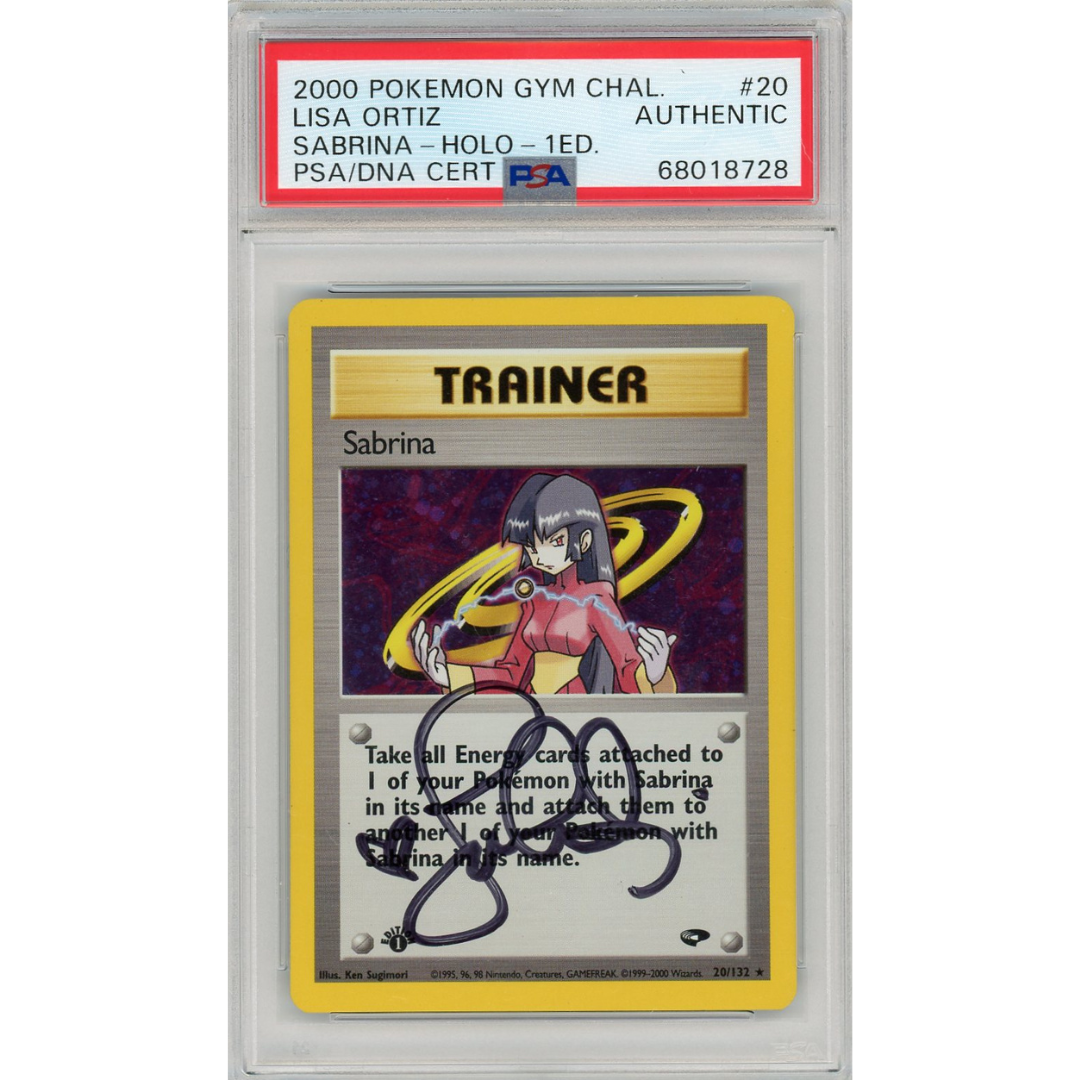 2000 POKEMON GYM CHAL. #20
LISA ORTIZ AUTHENTIC
SABRINA - HOLO - 1ED.
PSA/DNA CERT PSA 68018728
TRAINER
Sabrina
Take all Energy cards attached to
1 of your Pokémon with Sabrina
in its name and attach them to
another 1 of your Pokémon with
Sabrina in its name.
EDITION
1
Illus. Ken Sugimori ©1995, 96, 98 Nintendo, Creatures, GAMEFREAK. ©1999-2000 Wizards. 20/132 ★